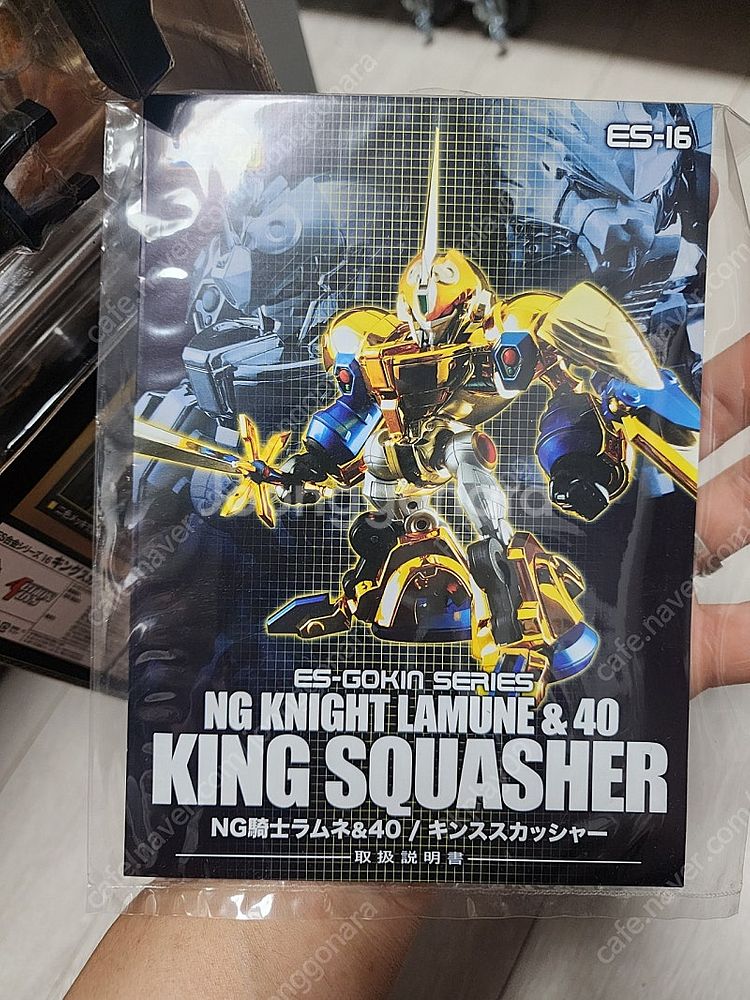 ES-16
ES-GOKIN SERIES
NG KNIGHT LAMUNE & 40
KING SQUASHER
NG騎士ラムネ&40 / キンススカッシャー
取扱説明書
cafe.naver.com
joonggonara